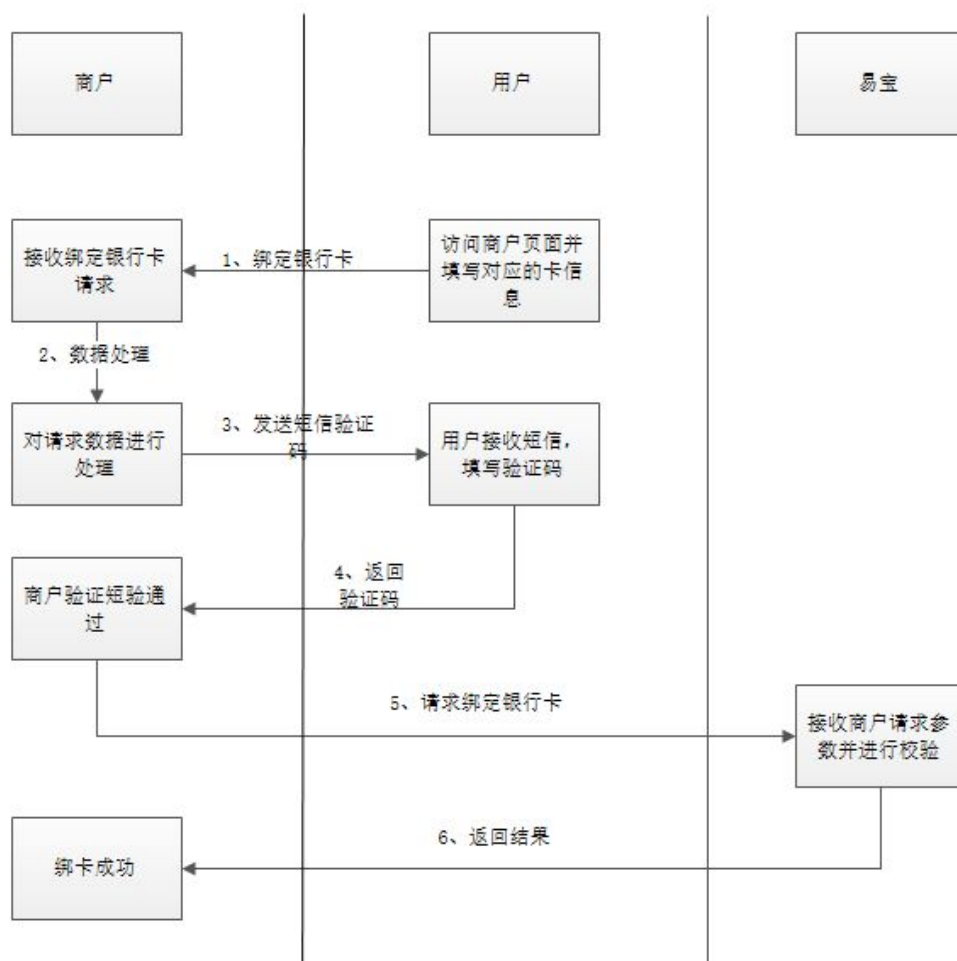 商户
用户
易宝
接收绑定银行卡
请求
1、绑定银行卡
访问商户页面并
填写对应的卡信
息
2、数据处理
对请求数据进行
处理
3、发送短信验证
码
用户接收短信，
填写验证码
4、返回
验证码
商户验证短验通
过
5、请求绑定银行卡
接收商户请求参
数并进行校验
6、返回结果
绑卡成功